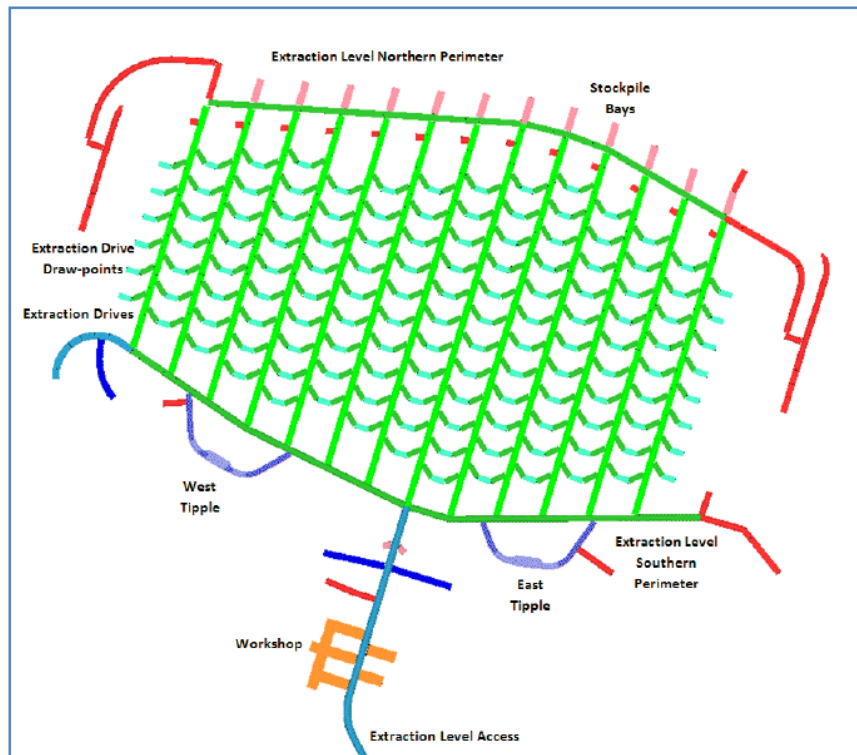 Extraction Level Northern Perimeter
Stockpile
Bays
Extraction Drive
Draw-points
Extraction Drives
West
Tipple
East
Tipple
Extraction Level
Southern
Perimeter
Workshop
Extraction Level Access